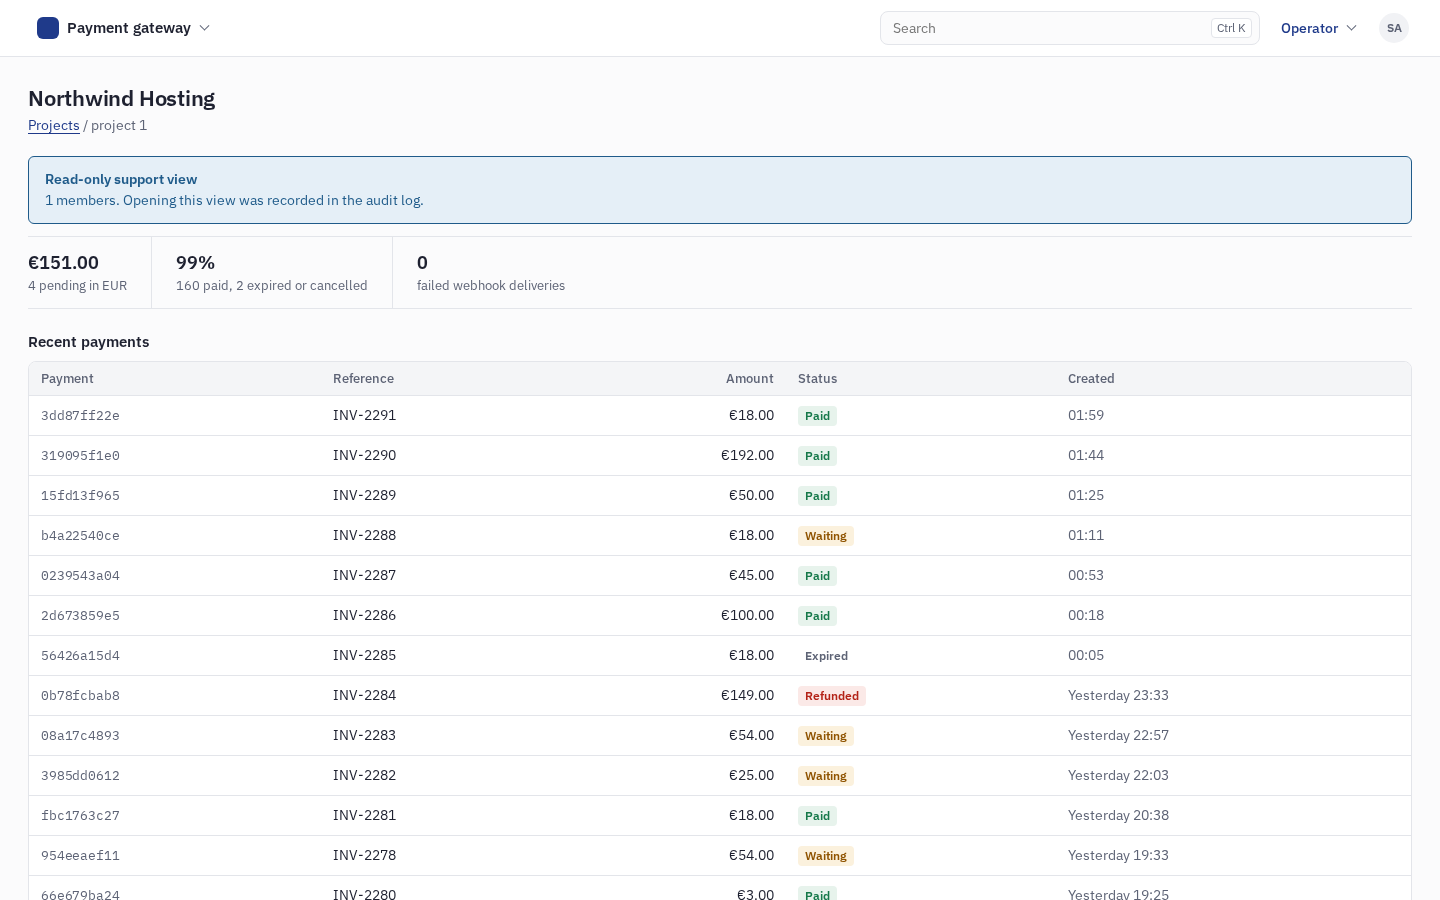 Payment gateway
Search Ctrl K
Operator
SA
Northwind Hosting
Projects / project 1
Read-only support view
1 members. Opening this view was recorded in the audit log.
€151.00
4 pending in EUR
99%
160 paid, 2 expired or cancelled
0
failed webhook deliveries
Recent payments
Payment Reference Amount Status Created
3dd87ff22e INV-2291 €18.00 Paid 01:59
319095f1e0 INV-2290 €192.00 Paid 01:44
15fd13f965 INV-2289 €50.00 Paid 01:25
b4a22540ce INV-2288 €18.00 Waiting 01:11
0239543a04 INV-2287 €45.00 Paid 00:53
2d673859e5 INV-2286 €100.00 Paid 00:18
56426a15d4 INV-2285 €18.00 Expired 00:05
0b78fcbab8 INV-2284 €149.00 Refunded Yesterday 23:33
08a17c4893 INV-2283 €54.00 Waiting Yesterday 22:57
3985dd0612 INV-2282 €25.00 Waiting Yesterday 22:03
fbc1763c27 INV-2281 €18.00 Paid Yesterday 20:38
954eeaef11 INV-2278 €54.00 Waiting Yesterday 19:33
66e679ba24 INV-2280 €3.00 Paid Yesterday 19:25